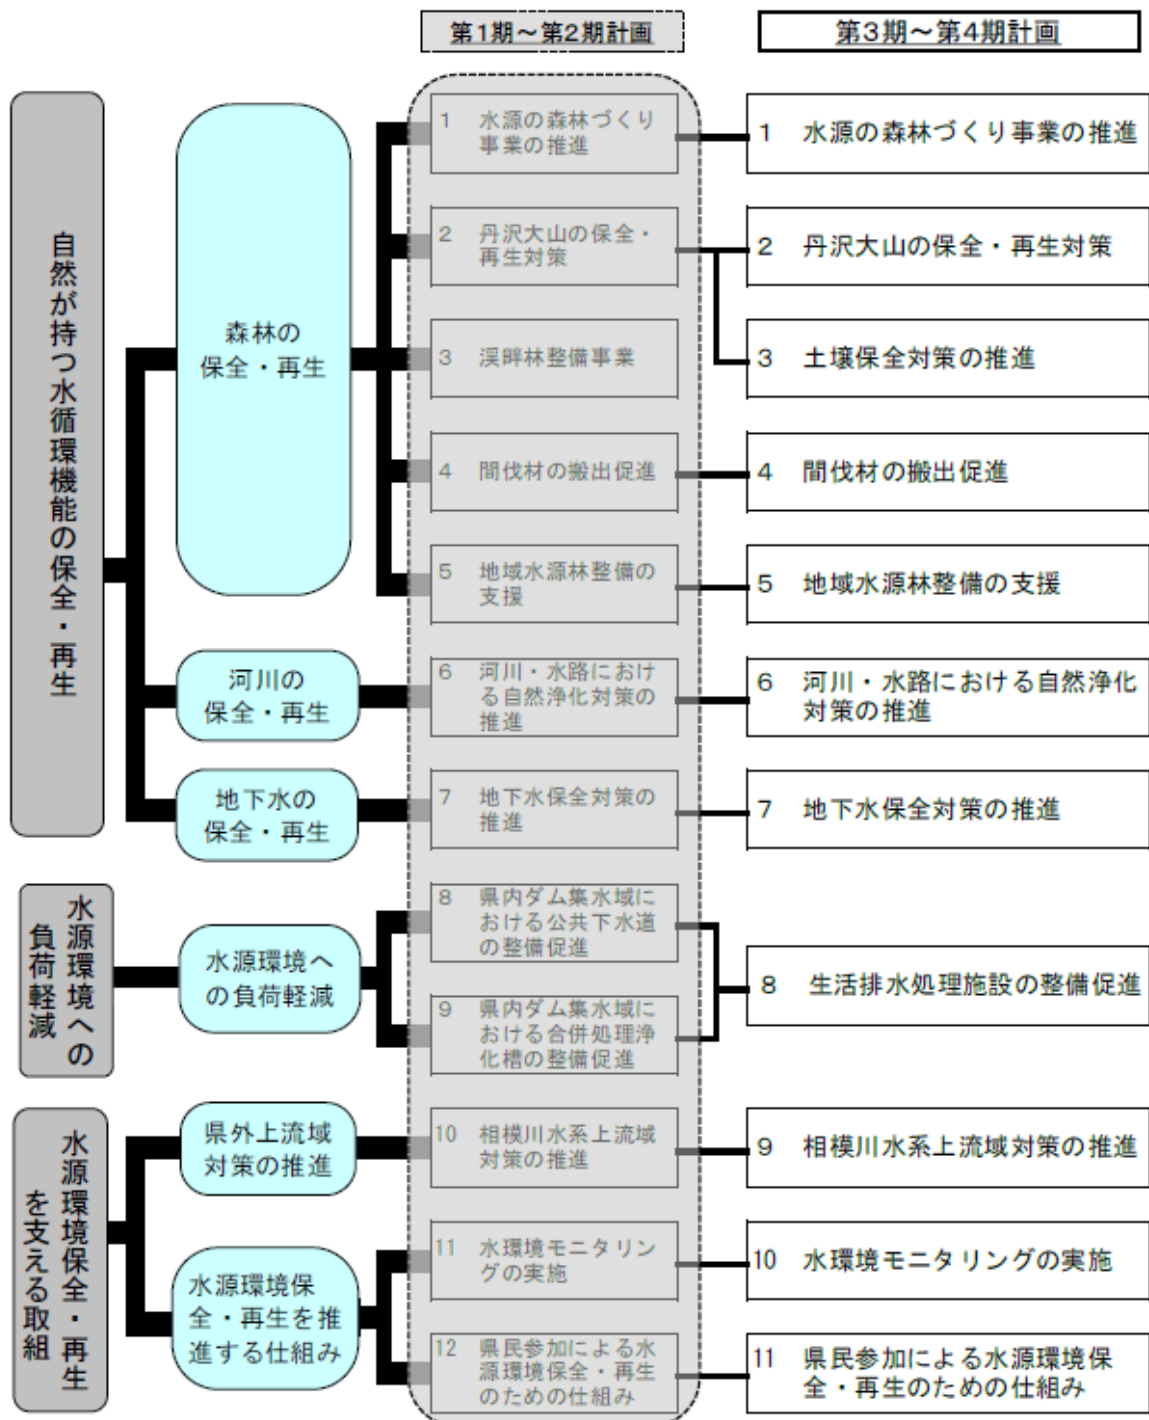 第1期～第2期計画
第3期～第4期計画
自然が持つ水循環機能の保全・再生
森林の
保全・再生
1 水源の森林づくり
事業の推進
1 水源の森林づくり事業の推進
2 丹沢大山の保全・
再生対策
2 丹沢大山の保全・再生対策
3 渓畔林整備事業
3 土壌保全対策の推進
4 間伐材の搬出促進
4 間伐材の搬出促進
5 地域水源林整備の
支援
5 地域水源林整備の支援
河川の
保全・再生
6 河川・水路におけ
る自然浄化対策の
推進
6 河川・水路における自然浄化
対策の推進
地下水の
保全・再生
7 地下水保全対策の
推進
7 地下水保全対策の推進
水源環境への
負荷軽減
水源環境へ
の負荷軽減
8 県内ダム集水域に
おける公共下水道
の整備促進
9 県内ダム集水域に
おける合併処理浄
化槽の整備促進
8 生活排水処理施設の整備促進
水源環境保全・再生
を支える取組
県外上流域
対策の推進
10 相模川水系上流域
対策の推進
9 相模川水系上流域対策の推進
水源環境保
全・再生を推
進する仕組み
11 水環境モニタリン
グの実施
10 水環境モニタリングの実施
12 県民参加による水
源環境保全・再生
のための仕組み
11 県民参加による水源環境保
全・再生のための仕組み